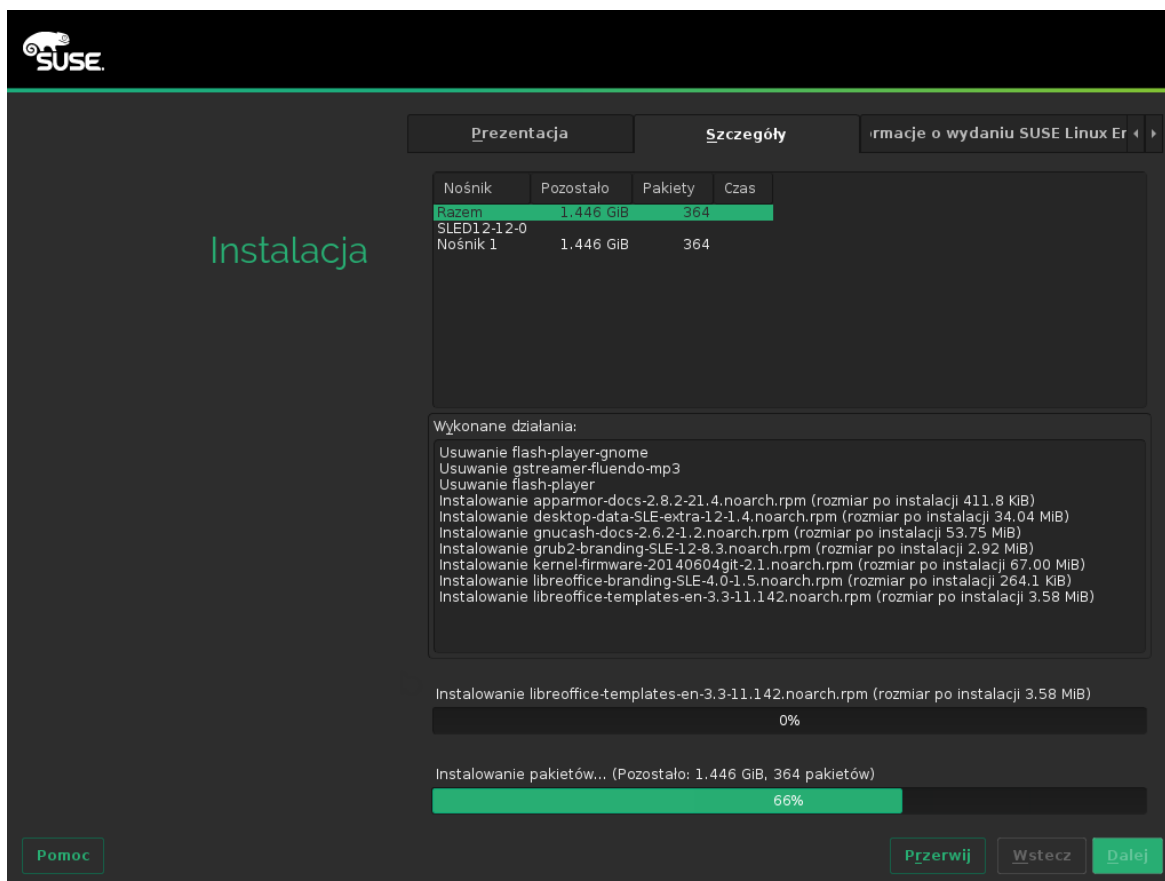 SUSE.
Prezentacja
Szczegóły
rmacje o wydaniu SUSE Linux Er
Instalacja
Nośnik Pozostało Pakiety Czas
Razem 1.446 GiB 364
SLED12-12-0
Nośnik 1 1.446 GiB 364
Wykonane działania:
Usuwanie flash-player-gnome
Usuwanie gstreamer-fluendo-mp3
Usuwanie flash-player
Instalowanie apparmor-docs-2.8.2-21.4.noarch.rpm (rozmiar po instalacji 411.8 KiB)
Instalowanie desktop-data-SLE-extra-12-1.4.noarch.rpm (rozmiar po instalacji 34.04 MiB)
Instalowanie gnucash-docs-2.6.2-1.2.noarch.rpm (rozmiar po instalacji 53.75 MiB)
Instalowanie grub2-branding-SLE-12-8.3.noarch.rpm (rozmiar po instalacji 2.92 MiB)
Instalowanie kernel-firmware-20140604git-2.1.noarch.rpm (rozmiar po instalacji 67.00 MiB)
Instalowanie libreoffice-branding-SLE-4.0-1.5.noarch.rpm (rozmiar po instalacji 264.1 KiB)
Instalowanie libreoffice-templates-en-3.3-11.142.noarch.rpm (rozmiar po instalacji 3.58 MiB)
Instalowanie libreoffice-templates-en-3.3-11.142.noarch.rpm (rozmiar po instalacji 3.58 MiB)
0%
Instalowanie pakietów... (Pozostało: 1.446 GiB, 364 pakietów)
66%
Pomoc
Przerwij
Wstecz
Dalej